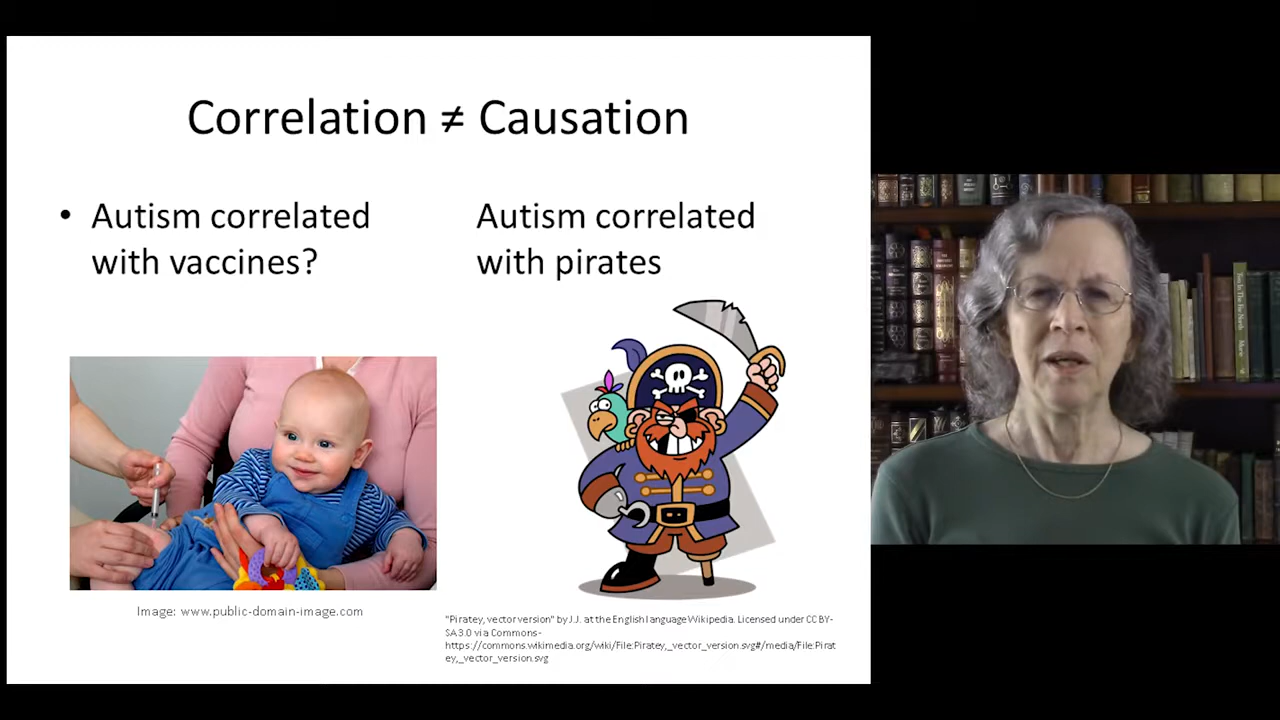 Correlation ≠ Causation
• Autism correlated
with vaccines?
Autism correlated
with pirates
Image: www.public-domain-image.com
"Piratey, vector version" by J.J. at the English language Wikipedia. Licensed under CC BY-
SA 3.0 via Commons-
https://commons.wikimedia.org/wiki/File:Piratey,_vector_version.svg#/media/File:Pirat
ey,_vector_version.svg